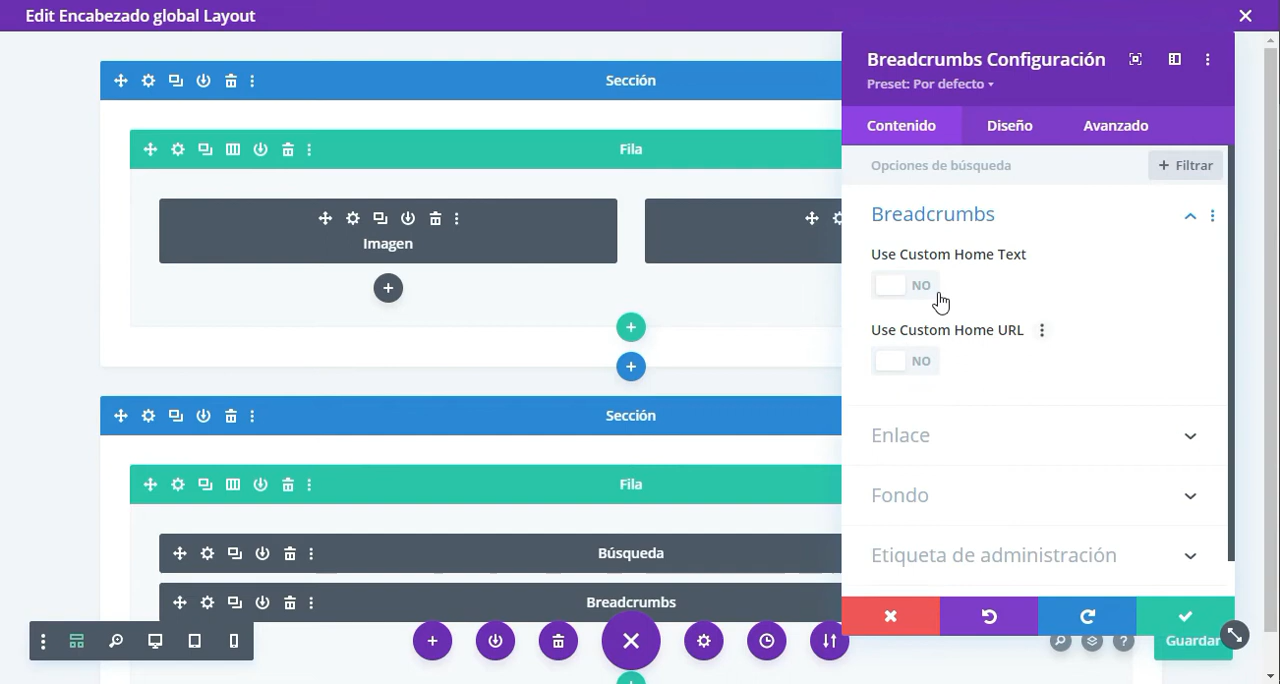 Edit Encabezado global Layout
Sección
Fila
Imagen
Sección
Fila
Búsqueda
Breadcrumbs
Breadcrumbs Configuración
Preset: Por defecto
Contenido Diseño Avanzado
Opciones de búsqueda + Filtrar
Breadcrumbs
Use Custom Home Text
NO
Use Custom Home URL
NO
Enlace
Fondo
Etiqueta de administración
Guardar